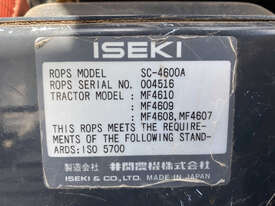 ISEKI
ROPS MODEL SC-4600A
ROPS SERIAL NO. 004516
TRACTOR MODEL : MF4610
: MF4609
: MF4608, MF4607
THIS ROPS MEETS THE REQUIRE-
MENTS OF THE FOLLOWING STAND-
ARDS: ISO 5700
製造会社 井関農機株式会社
ISEKI & CO., LTD. MADE IN JAPAN